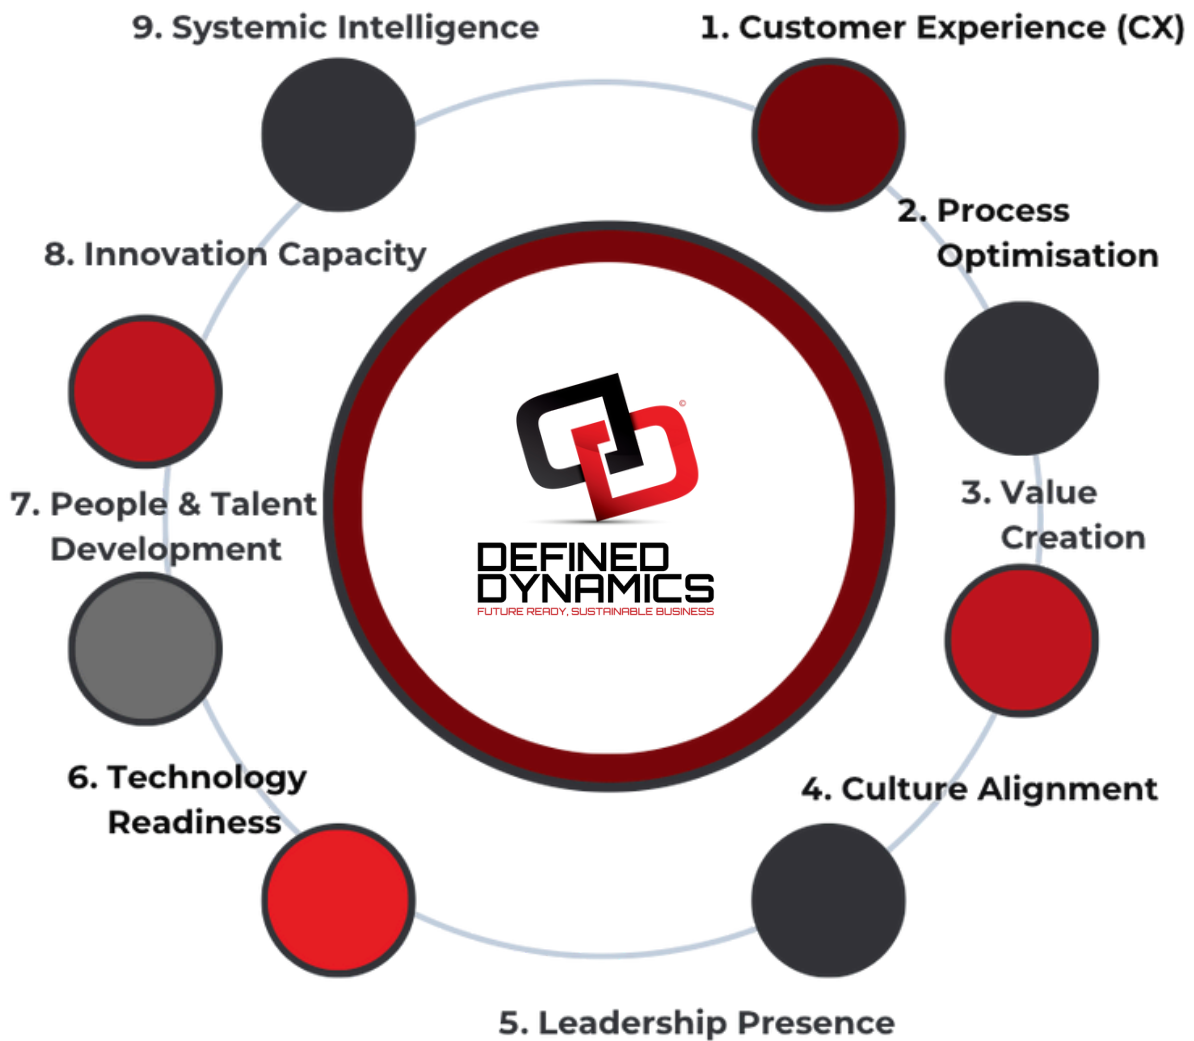 1. Customer Experience (CX)
2. Process
Optimisation
3. Value
Creation
4. Culture Alignment
5. Leadership Presence
6. Technology
Readiness
7. People & Talent
Development
8. Innovation Capacity
9. Systemic Intelligence
©
DEFINED
DYNAMICS
FUTURE READY, SUSTAINABLE BUSINESS